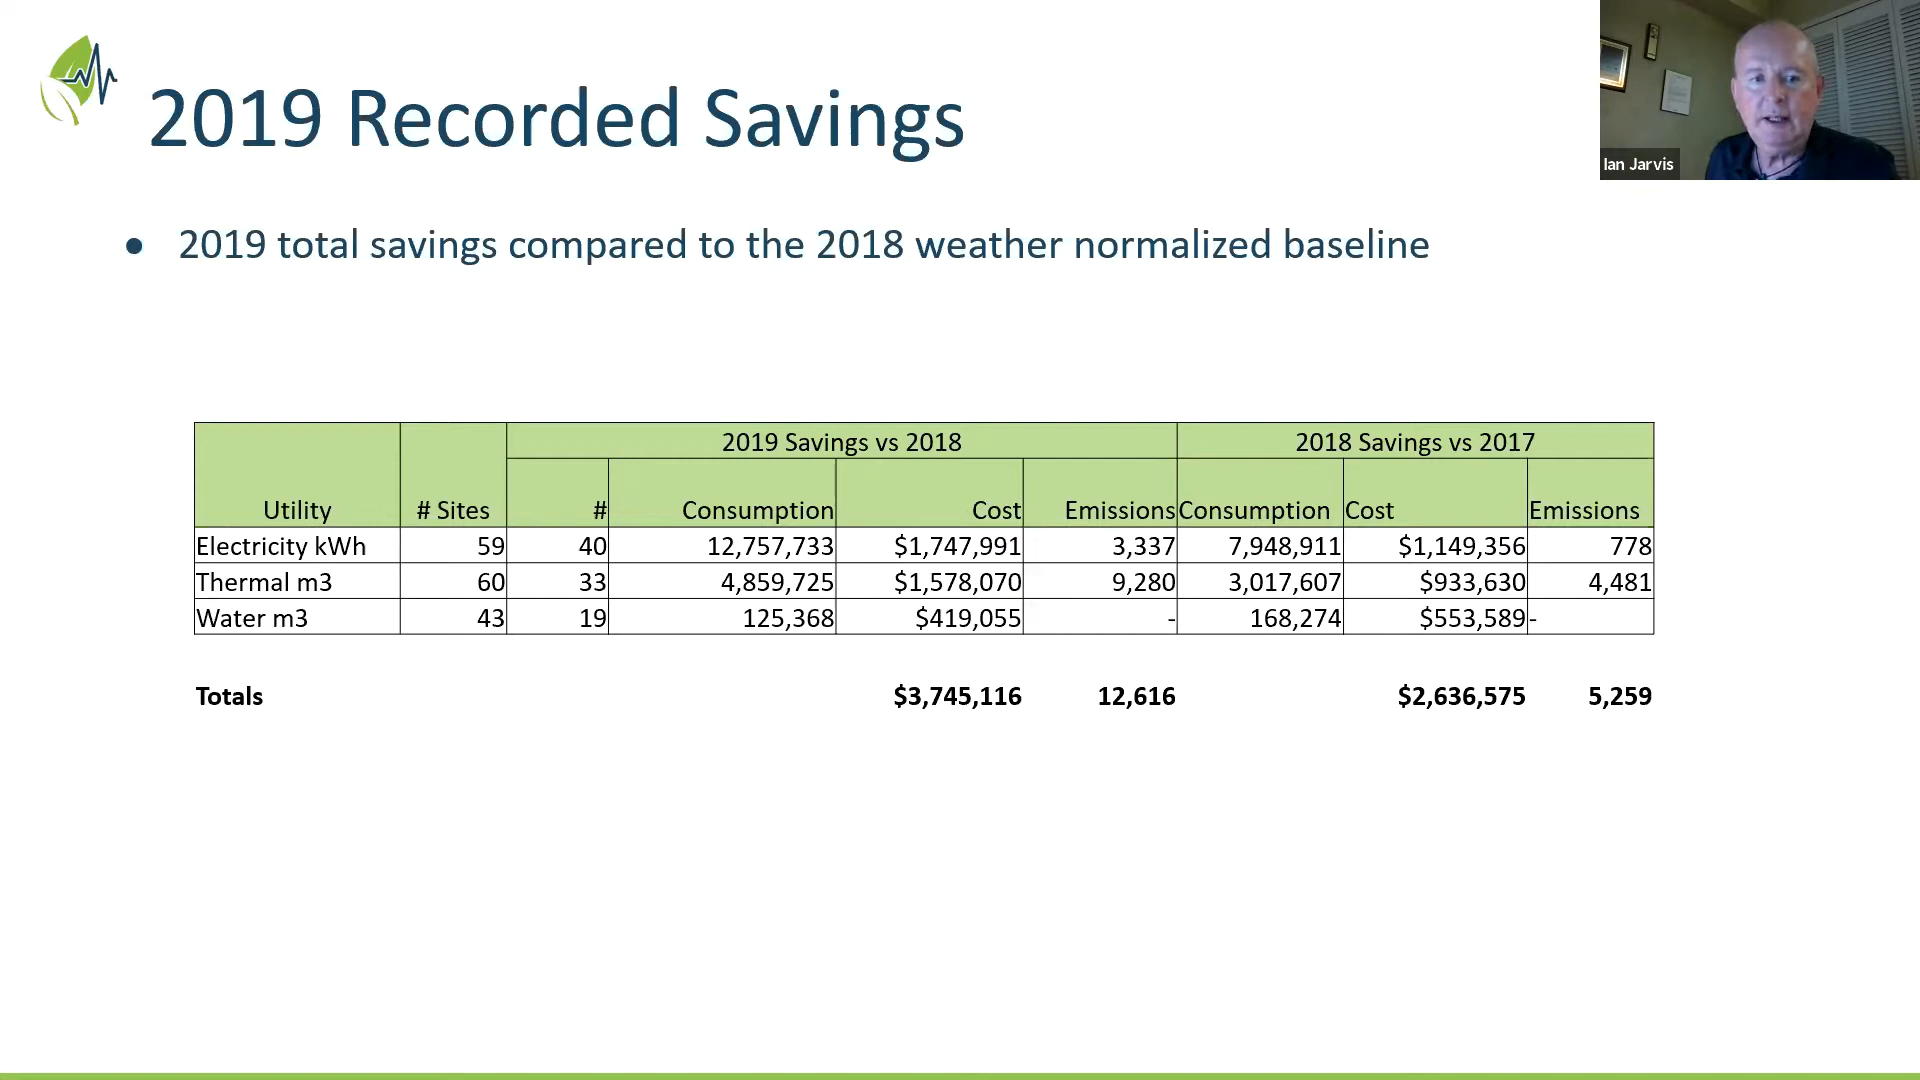 2019 Recorded Savings
Ian Jarvis
• 2019 total savings compared to the 2018 weather normalized baseline
2019 Savings vs 2018 2018 Savings vs 2017
Utility # Sites # Consumption Cost Emissions Consumption Cost Emissions
Electricity kWh 59 40 12,757,733 $1,747,991 3,337 7,948,911 $1,149,356 778
Thermal m3 60 33 4,859,725 $1,578,070 9,280 3,017,607 $933,630 4,481
Water m3 43 19 125,368 $419,055 - 168,274 $553,589 -
Totals $3,745,116 12,616 $2,636,575 5,259